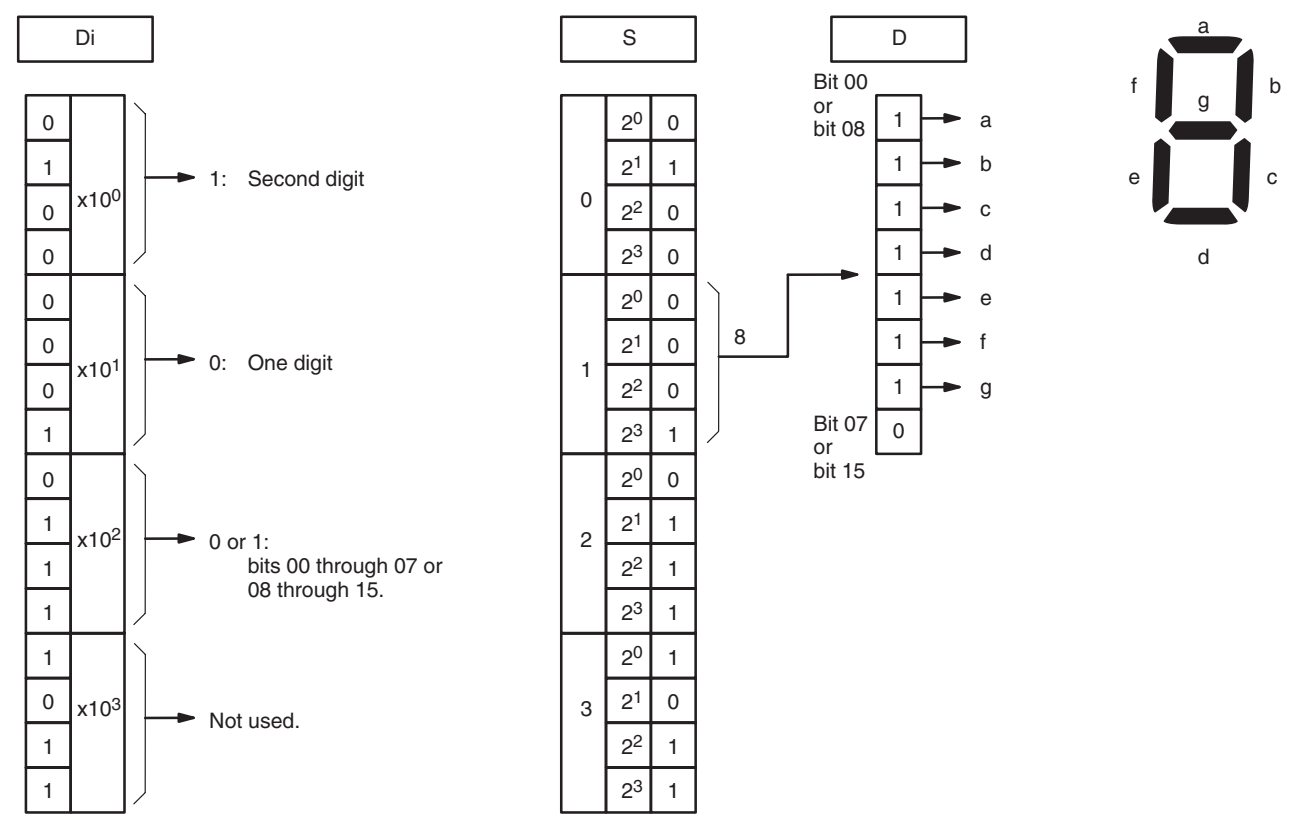 Di
0
1
0
0
x10⁰
1: Second digit
0
0
0
1
x10¹
0: One digit
0
1
1
1
x10²
0 or 1:
bits 00 through 07 or
08 through 15.
1
0
1
1
x10³
Not used.
S
0
2⁰ 0
2¹ 1
2² 0
2³ 0
1
2⁰ 0
2¹ 0
2² 0
2³ 1
8
2
2⁰ 0
2¹ 1
2² 1
2³ 1
3
2⁰ 1
2¹ 0
2² 1
2³ 1
D
Bit 00
or
bit 08
1 a
1 b
1 c
1 d
1 e
1 f
1 g
0
Bit 07
or
bit 15
a
f
b
g
e
c
d